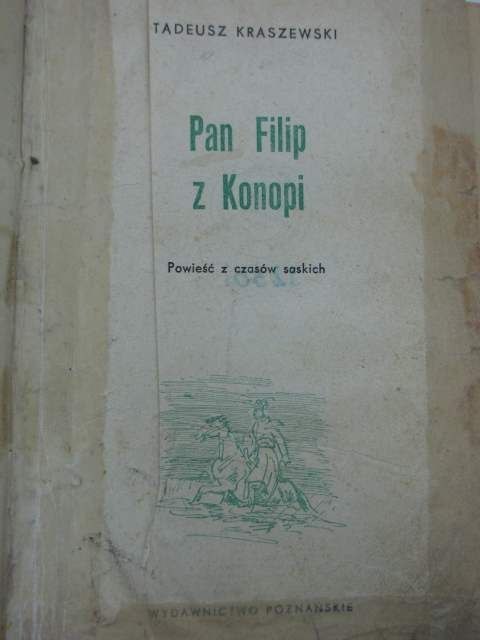 TADEUSZ KRASZEWSKI
Pan Filip
z Konopi
Powieść z czasów saskich
WYDAWNICTWO POZNAŃSKIE